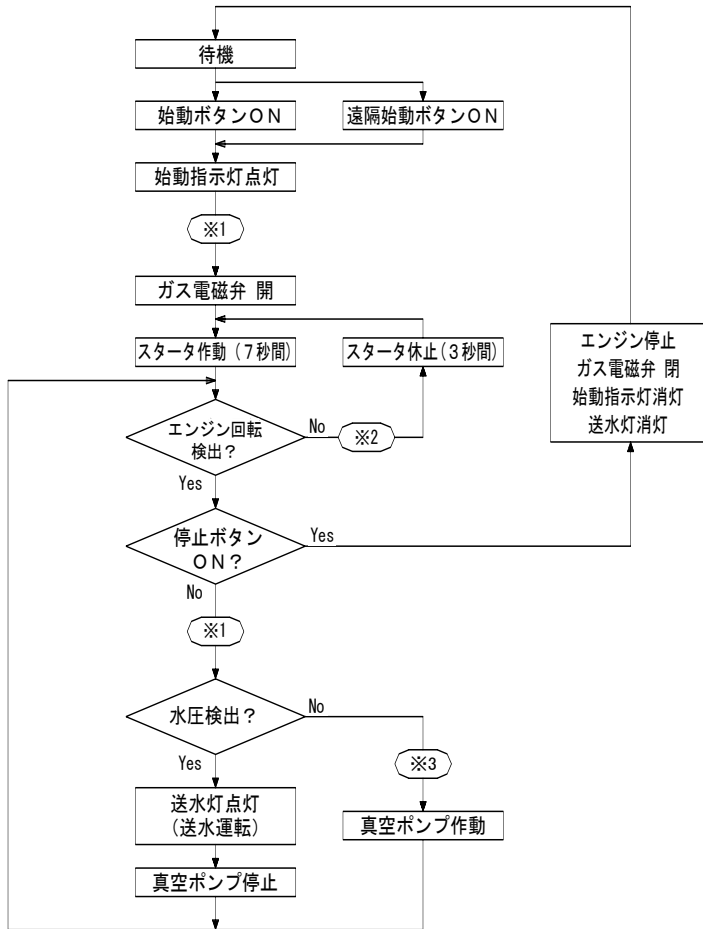 待機
始動ボタンON
遠隔始動ボタンON
始動指示灯点灯
※1
ガス電磁弁 開
スタータ作動(7秒間)
スタータ休止(3秒間)
エンジン停止
ガス電磁弁 閉
始動指示灯消灯
送水灯消灯
エンジン回転
検出?
No
※2
Yes
停止ボタン
ON?
Yes
No
※1
水圧検出?
No
Yes
※3
送水灯点灯
(送水運転)
真空ポンプ作動
真空ポンプ停止